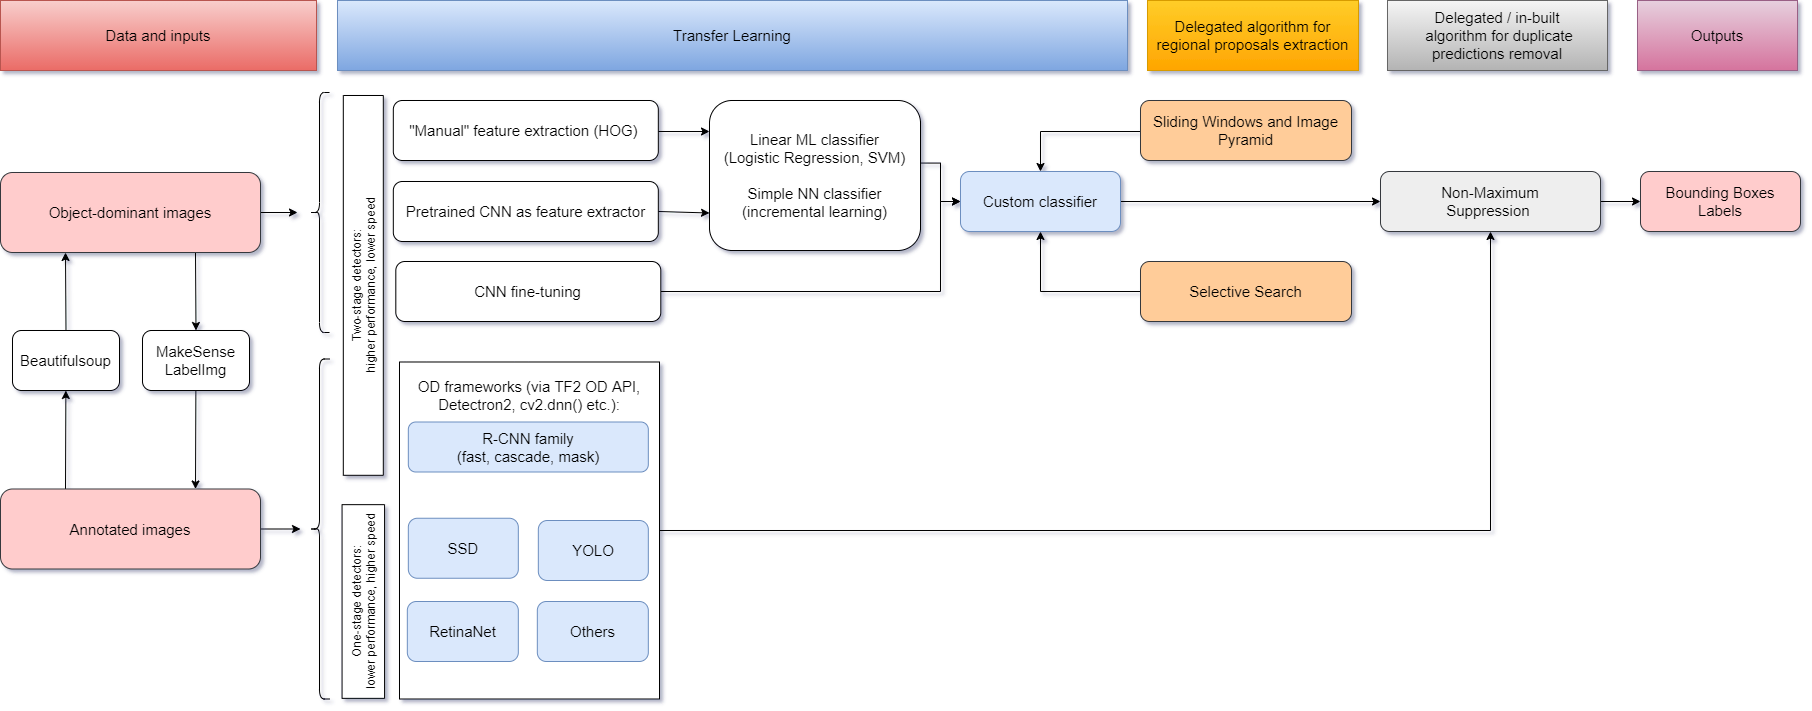 Data and inputs
Transfer Learning
Delegated algorithm for
regional proposals extraction
Delegated / in-built
algorithm for duplicate
predictions removal
Outputs
Two-stage detectors:
higher performance, lower speed
"Manual" feature extraction (HOG)
Linear ML classifier
(Logistic Regression, SVM)
Simple NN classifier
(incremental learning)
Sliding Windows and Image
Pyramid
Object-dominant images
Pretrained CNN as feature extractor
Custom classifier
Non-Maximum
Suppression
Bounding Boxes
Labels
CNN fine-tuning
Selective Search
Beautifulsoup
MakeSense
LabelImg
OD frameworks (via TF2 OD API,
Detectron2, cv2.dnn() etc.):
R-CNN family
(fast, cascade, mask)
Annotated images
One-stage detectors:
lower performance, higher speed
SSD
YOLO
RetinaNet
Others